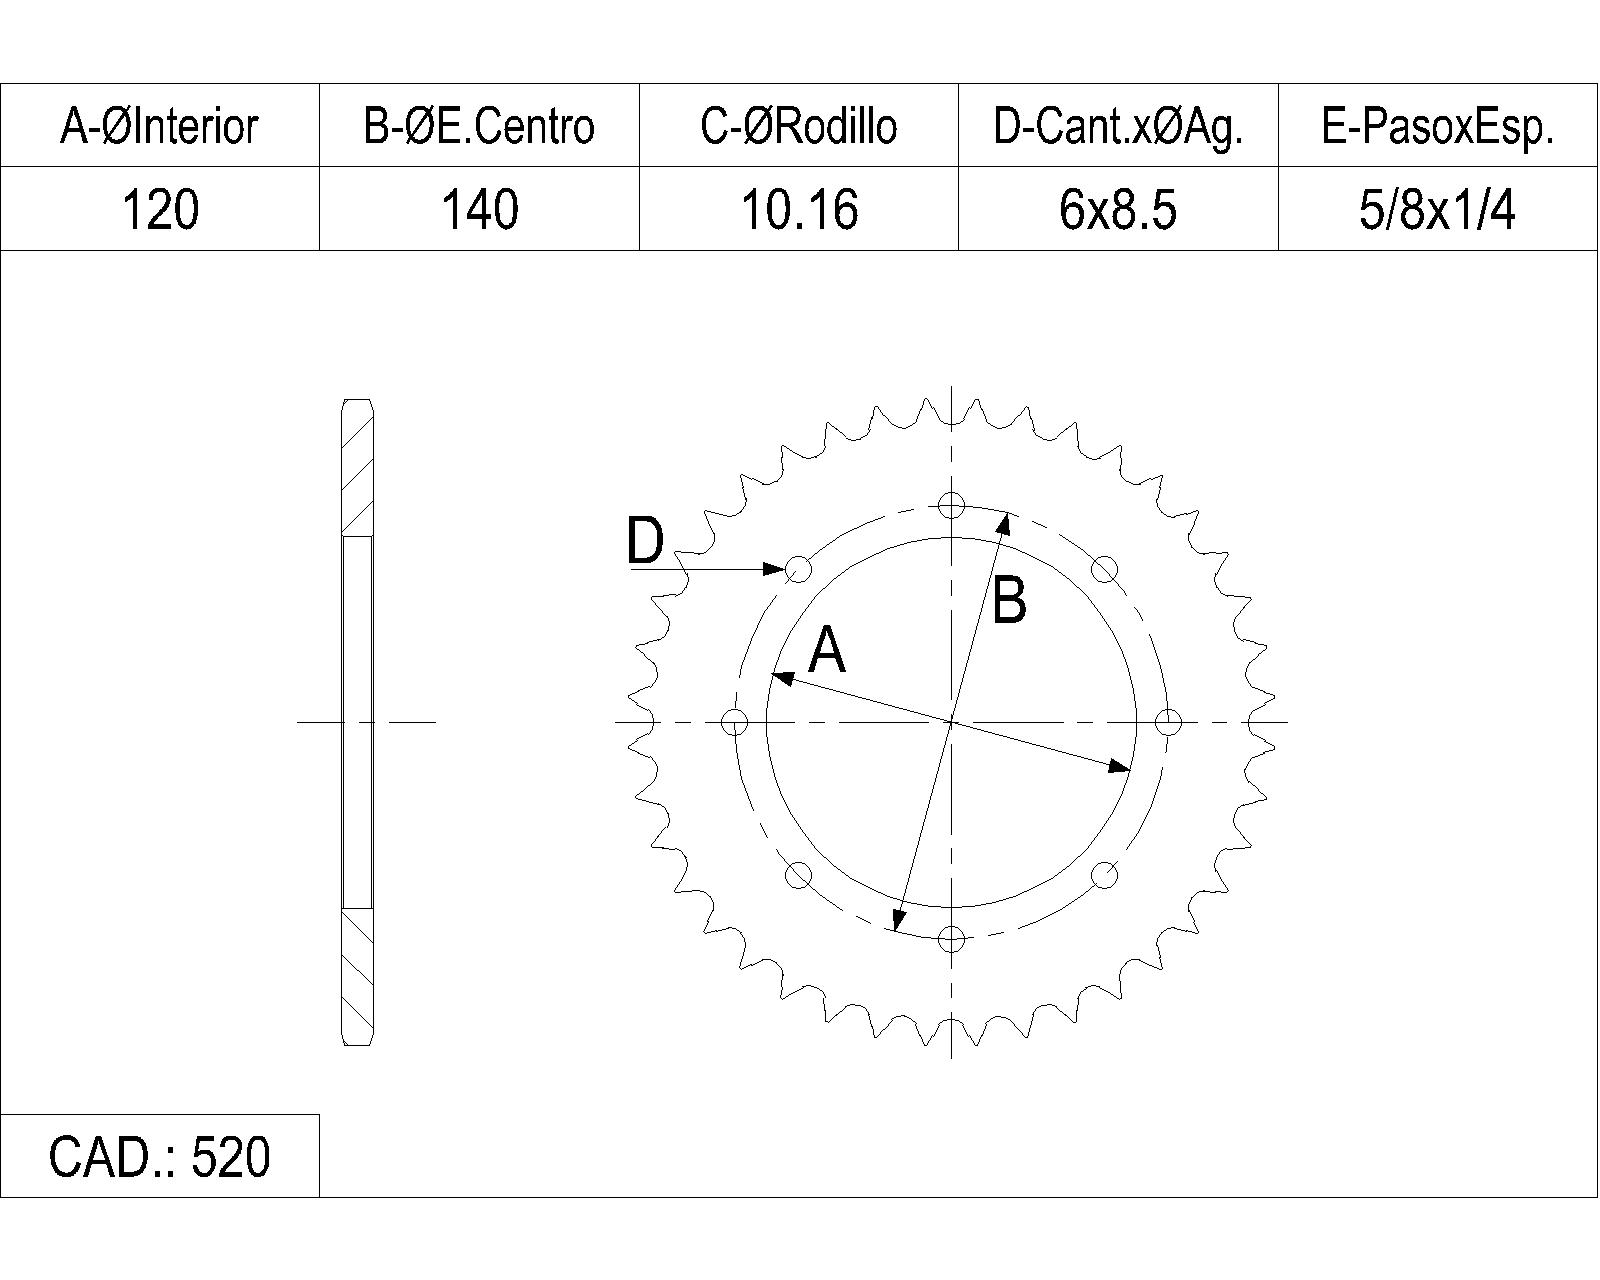 A-ØInterior B-ØE.Centro C-ØRodillo D-Cant.xØAg. E-PasoxEsp.
120 140 10.16 6x8.5 5/8x1/4
D
B
A
CAD.: 520